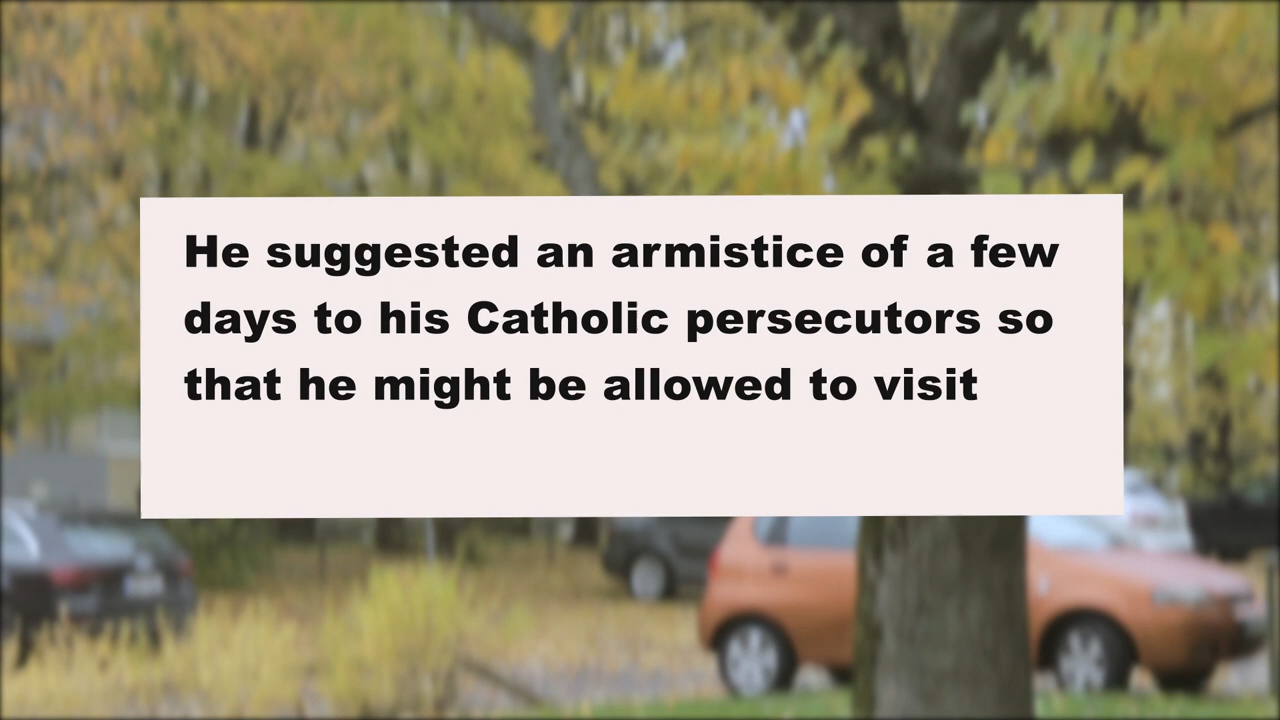 He suggested an armistice of a few
days to his Catholic persecutors so
that he might be allowed to visit